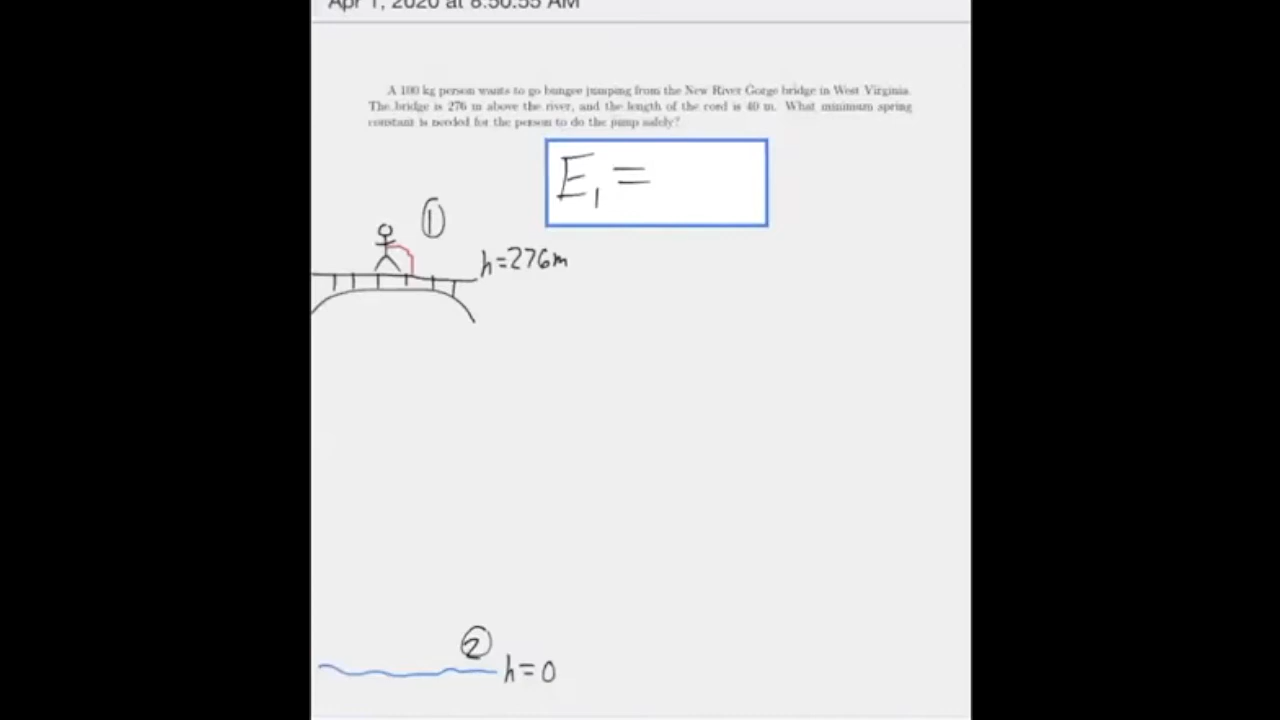 Apr 1, 2020 at 8:50:55 AM
A 100 kg person wants to go bungee jumping from the New River Gorge bridge in West Virginia.
The bridge is 276 m above the river, and the length of the cord is 40 m. What minimum spring
constant is needed for the person to do the jump safely?
E₁ =
①
h=276m
②
h=0